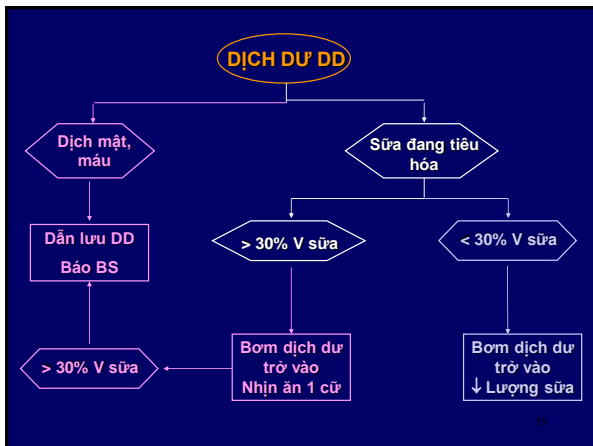 DỊCH DƯ DD
Dịch mật,
máu
Sữa đang tiêu
hóa
Dẫn lưu DD
Báo BS
> 30% V sữa
< 30% V sữa
> 30% V sữa
Bơm dịch dư
trở vào
Nhịn ăn 1 cữ
Bơm dịch dư
trở vào
↓ Lượng sữa